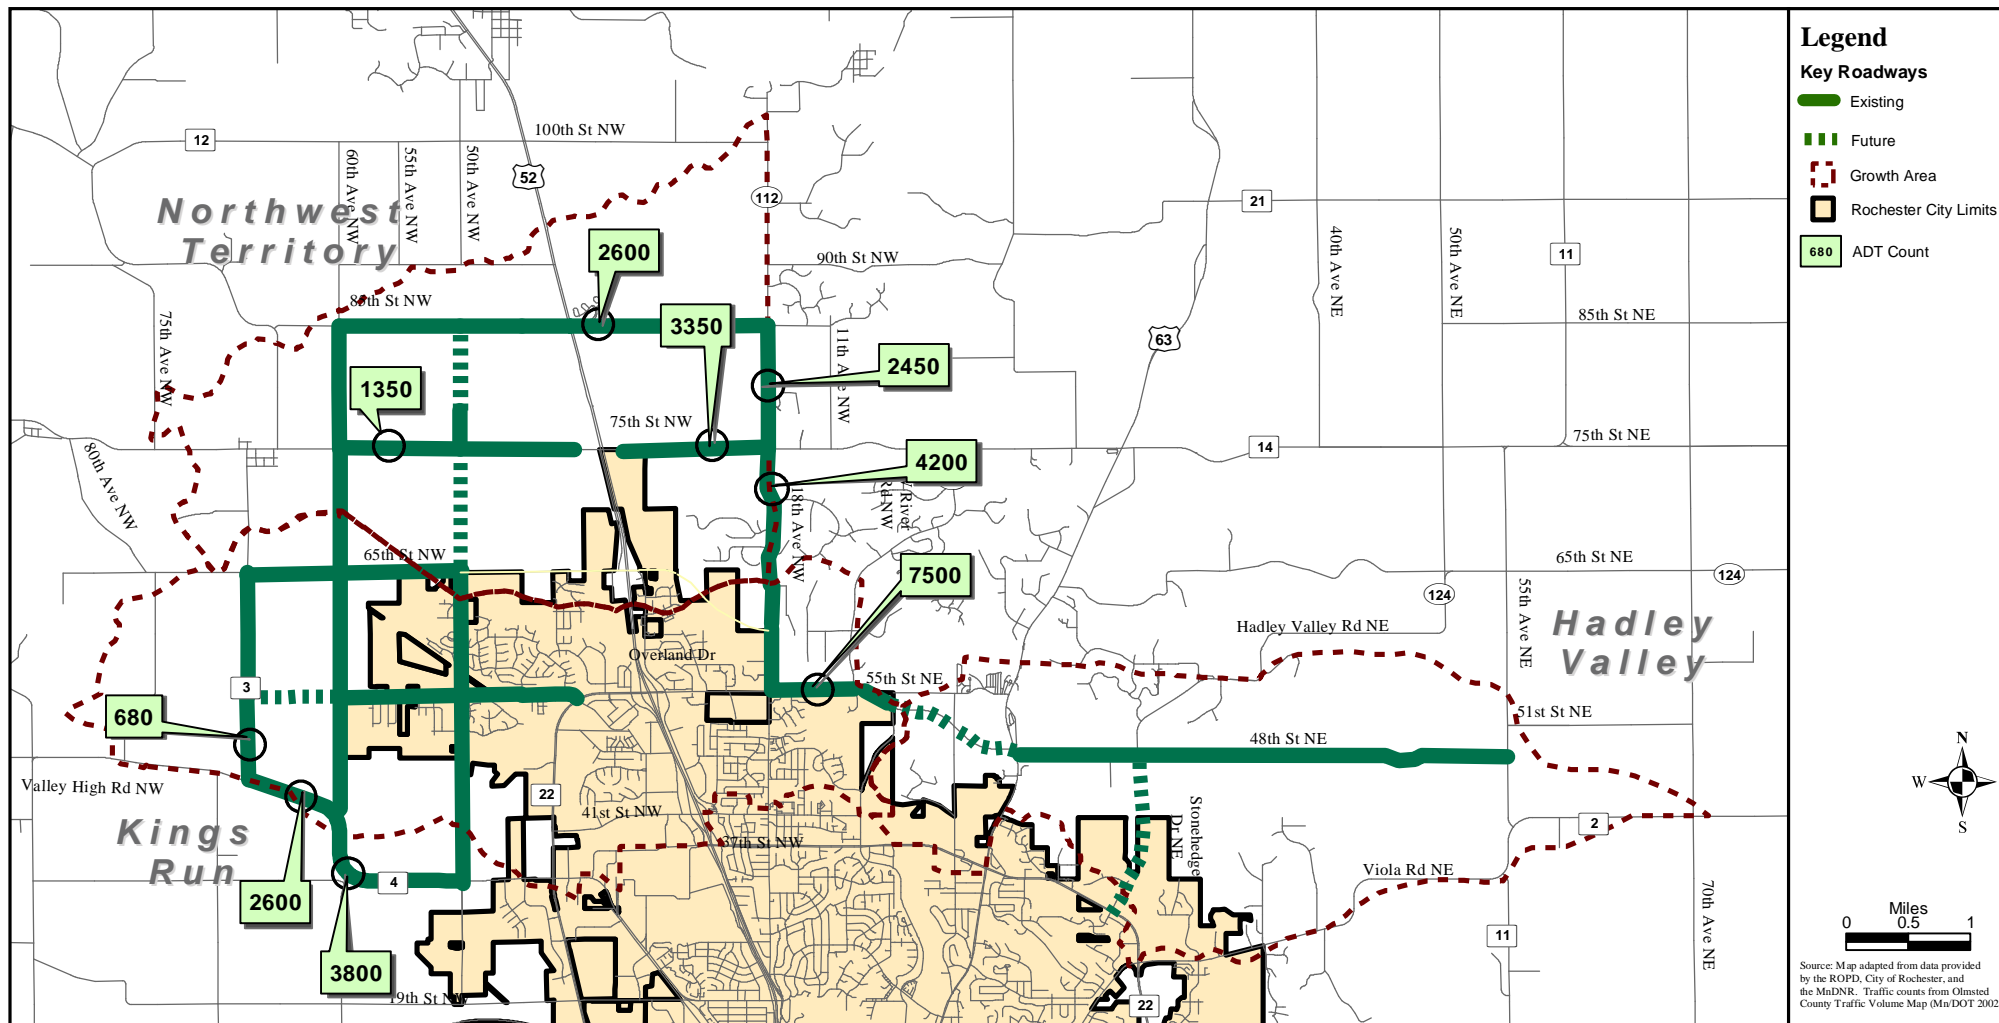 Legend
Key Roadways
Existing
Future
Growth Area
Rochester City Limits
680
ADT Count
100th St NW
12
60th Ave NW
55th Ave NW
50th Ave NW
52
112
21
Northwest
Territory
2600
90th St NW
40th Ave NE
50th Ave NE
11
85th St NW
75th Ave NW
3350
11th Ave NW
63
85th St NE
2450
1350
75th St NW
75th St NE
14
80th Ave NW
4200
18th Ave NW
River
Rd NW
65th St NW
65th St NE
124
124
7500
55th Ave NE
Hadley
Valley
Hadley Valley Rd NE
Overland Dr
55th St NE
3
680
51st St NE
48th St NE
Valley High Rd NW
22
41st St NW
37th St NW
Stonehedge
Dr NE
2
Kings
Run
Viola Rd NE
4
2600
70th Ave NE
11
3800
19th St NW
22
N
W
E
S
Miles
0 0.5 1
Source: Map adapted from data provided
by the ROPD, City of Rochester, and
the MnDNR. Traffic counts from Olmsted
County Traffic Volume Map (Mn/DOT 2002